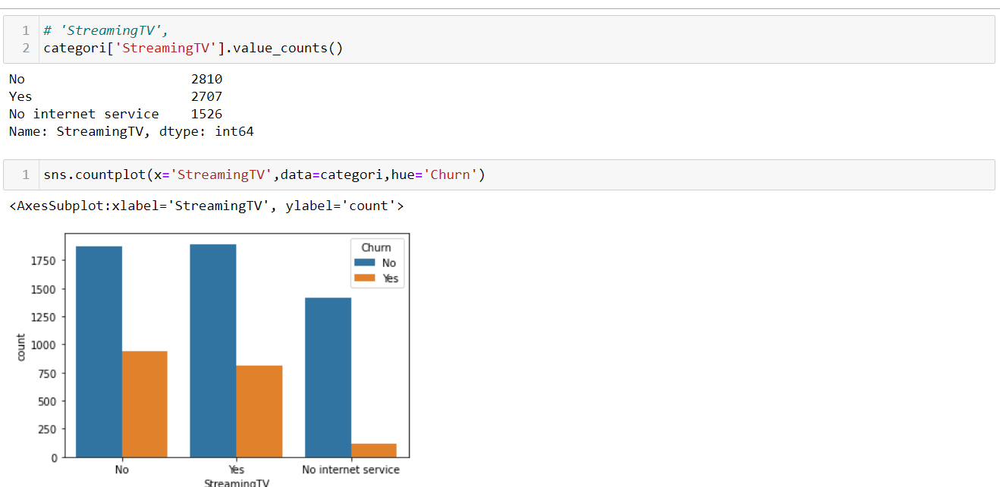 1 # 'StreamingTV',
2 categori['StreamingTV'].value_counts()
No 2810
Yes 2707
No internet service 1526
Name: StreamingTV, dtype: int64
1 sns.countplot(x='StreamingTV',data=categori,hue='Churn')
<AxesSubplot:xlabel='StreamingTV', ylabel='count'>
Churn
No
Yes
1750
1500
1250
1000
750
500
250
0
count
No Yes No internet service
StreamingTV